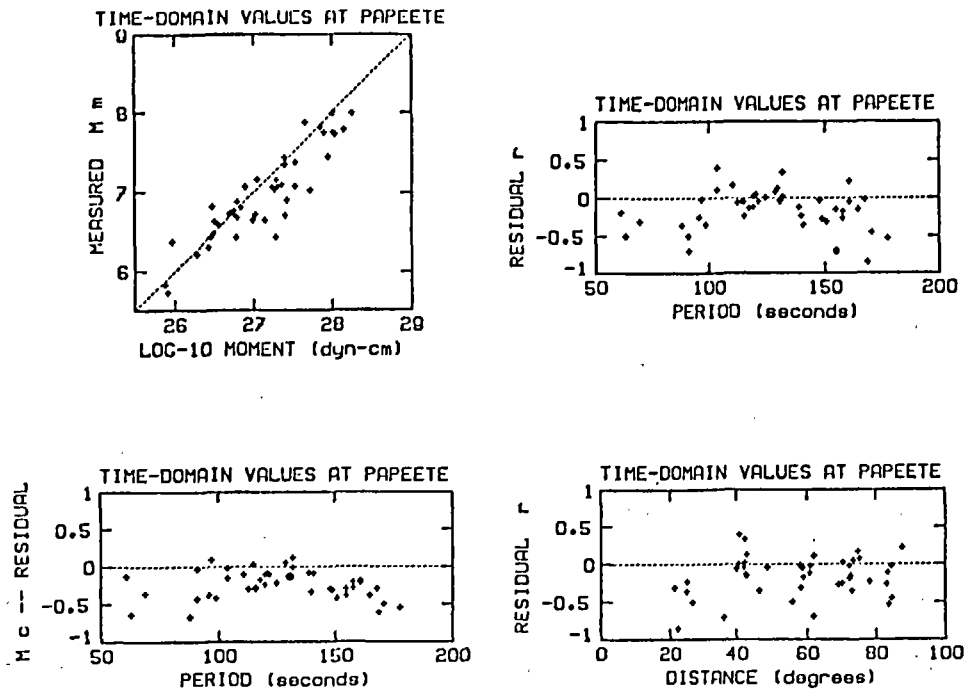 TIME-DOMAIN VALUES AT PAPEETE
9
8
7
6
MEASURED Mm
26 27 28 29
LOG-10 MOMENT (dyn-cm)
TIME-DOMAIN VALUES AT PAPEETE
1
0.5
0
-0.5
-1
RESIDUAL r
50 100 150 200
PERIOD (seconds)
TIME-DOMAIN VALUES AT PAPEETE
1
0.5
0
-0.5
-1
Mc -- RESIDUAL
50 100 150 200
PERIOD (seconds)
TIME-DOMAIN VALUES AT PAPEETE
1
0.5
0
-0.5
-1
RESIDUAL r
0 20 40 60 80 100
DISTANCE (degrees)